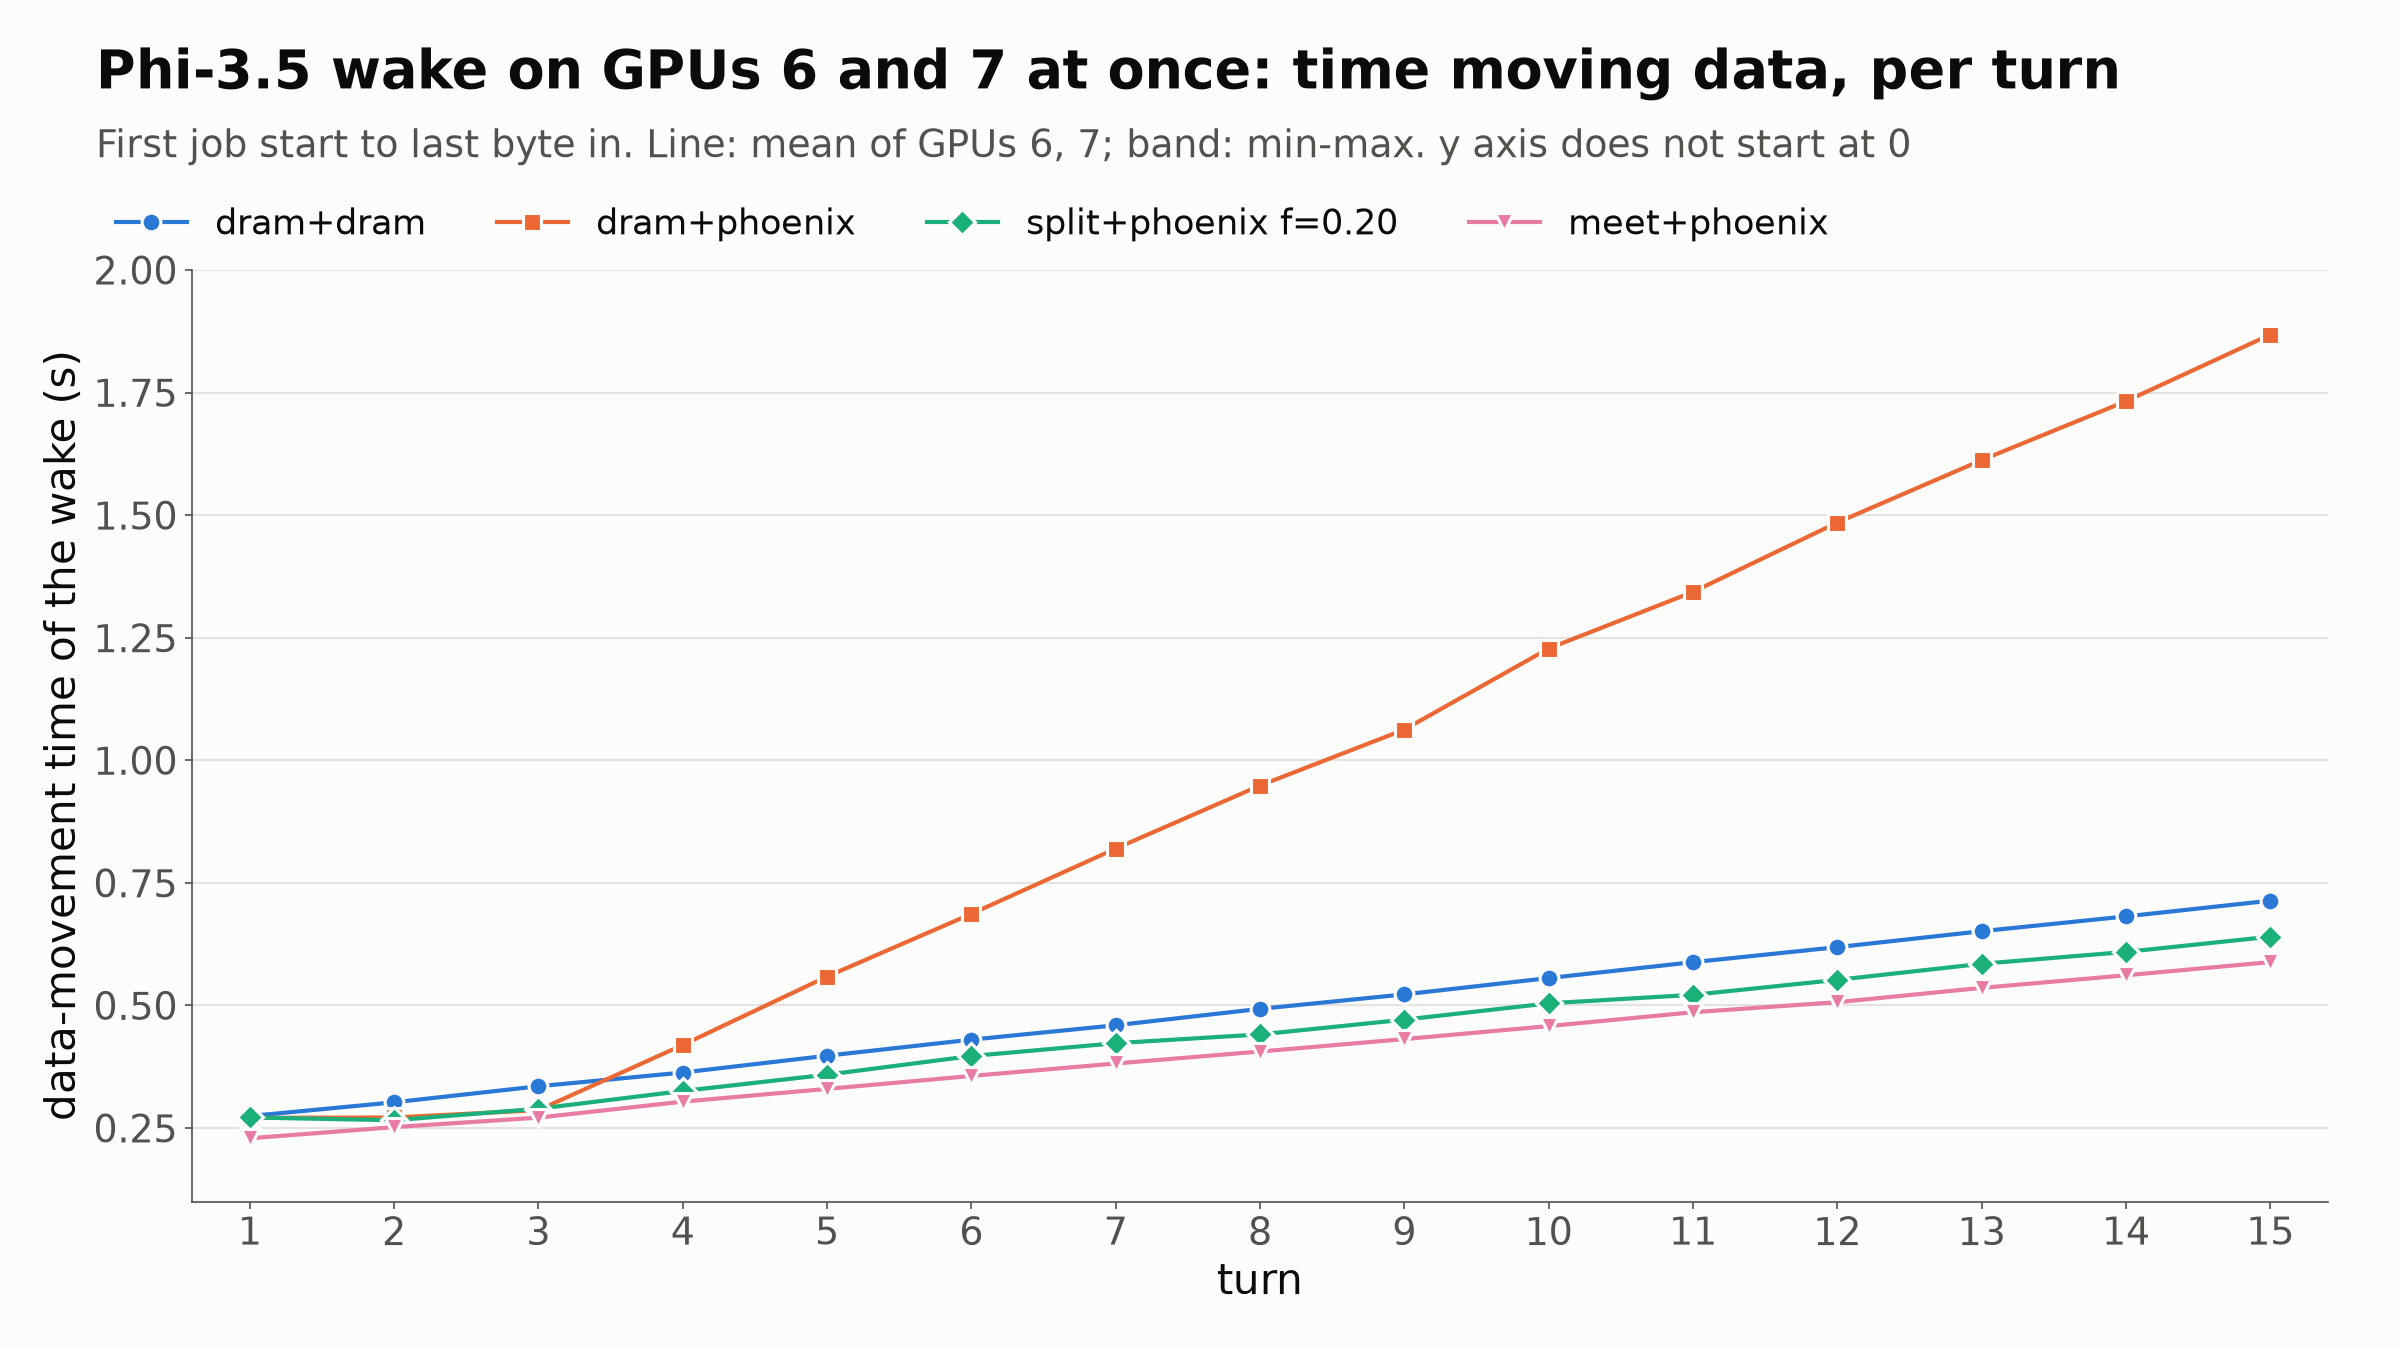 Phi-3.5 wake on GPUs 6 and 7 at once: time moving data, per turn
First job start to last byte in. Line: mean of GPUs 6, 7; band: min-max. y axis does not start at 0
dram+dram
dram+phoenix
split+phoenix f=0.20
meet+phoenix
data-movement time of the wake (s)
2.00
1.75
1.50
1.25
1.00
0.75
0.50
0.25
1 2 3 4 5 6 7 8 9 10 11 12 13 14 15
turn